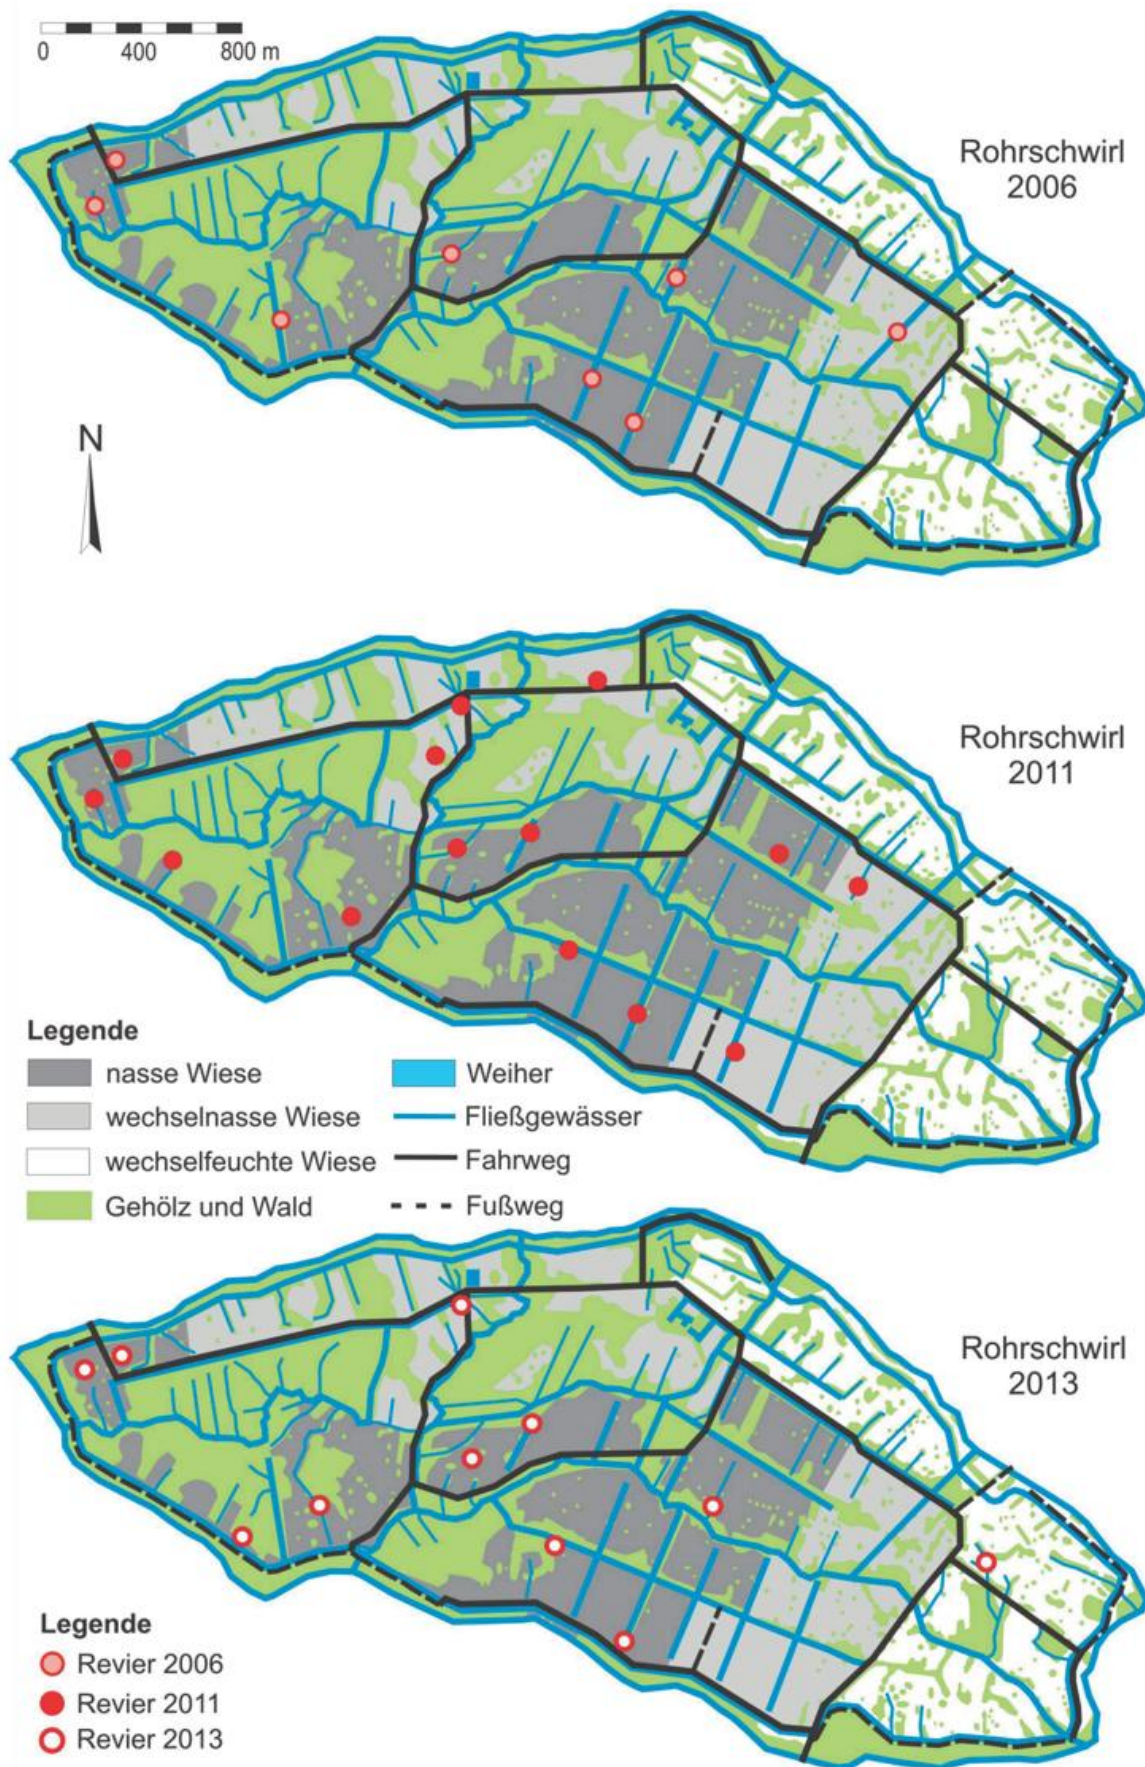 0 400 800 m
Rohrschwirl
2006
N
Rohrschwirl
2011
Legende
nasse Wiese
wechselnasse Wiese
wechselfeuchte Wiese
Gehölz und Wald
Weiher
Fließgewässer
Fahrweg
Fußweg
Rohrschwirl
2013
Legende
Revier 2006
Revier 2011
Revier 2013